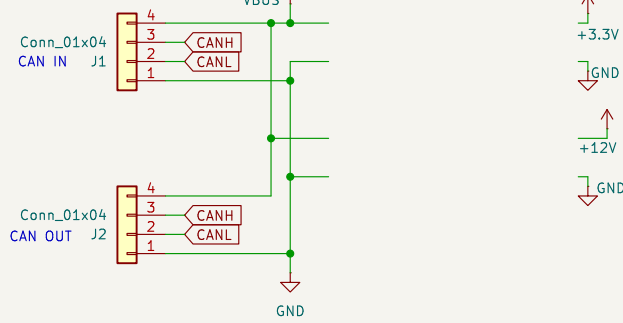 VBUS
4
Conn_01x04
3
CANH
CAN IN
J1
2
CANL
1
+3.3V
GND
+12V
4
Conn_01x04
3
CANH
CAN OUT
J2
2
CANL
1
GND
GND